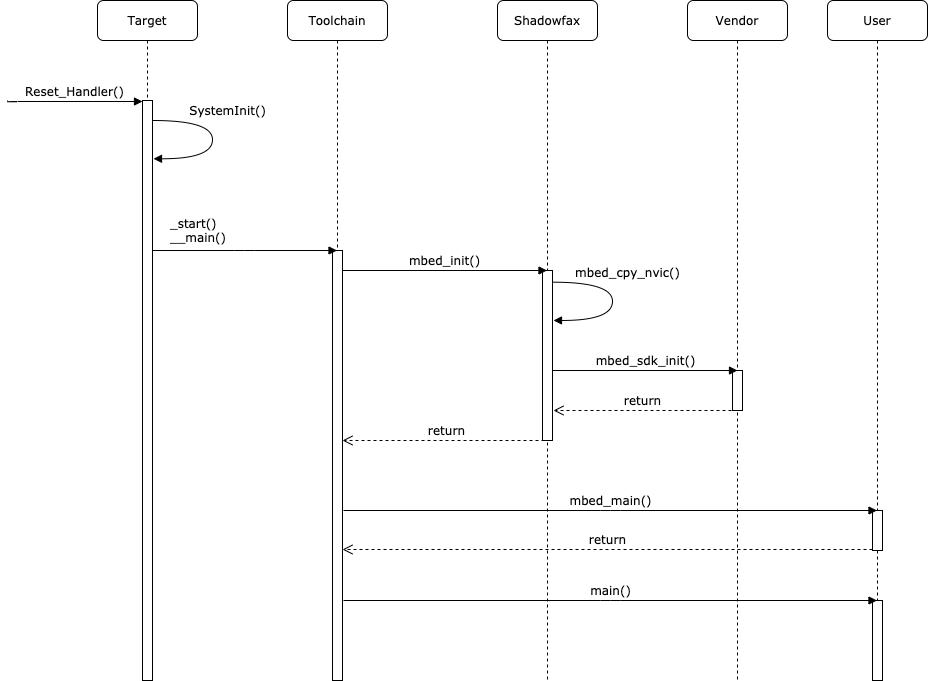 Target
Toolchain
Shadowfax
Vendor
User
Reset_Handler()
SystemInit()
_start()
__main()
mbed_init()
mbed_cpy_nvic()
mbed_sdk_init()
return
return
mbed_main()
return
main()